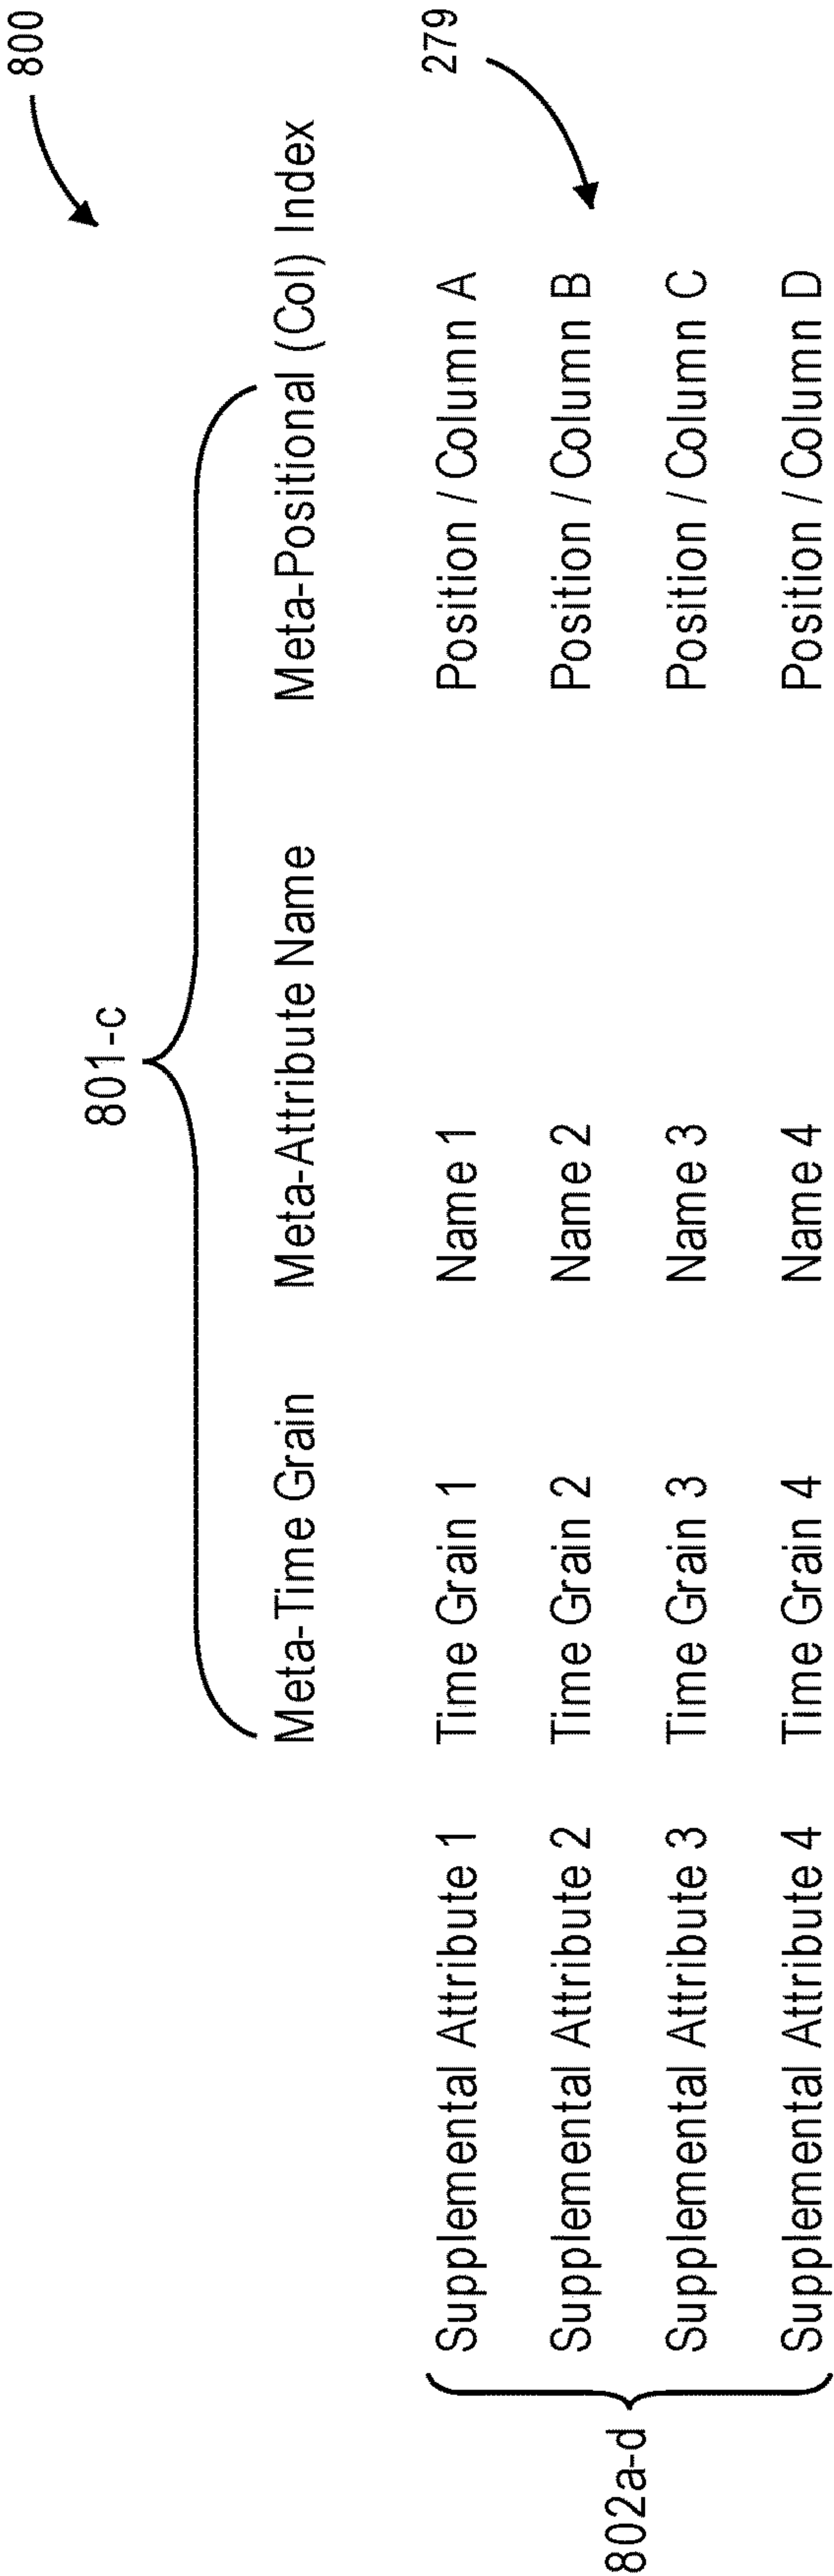 800
801-c
Meta-Time Grain Meta-Attribute Name Meta-Positional (Col) Index
279
802a-d
Supplemental Attribute 1 Time Grain 1 Name 1 Position / Column A
Supplemental Attribute 2 Time Grain 2 Name 2 Position / Column B
Supplemental Attribute 3 Time Grain 3 Name 3 Position / Column C
Supplemental Attribute 4 Time Grain 4 Name 4 Position / Column D